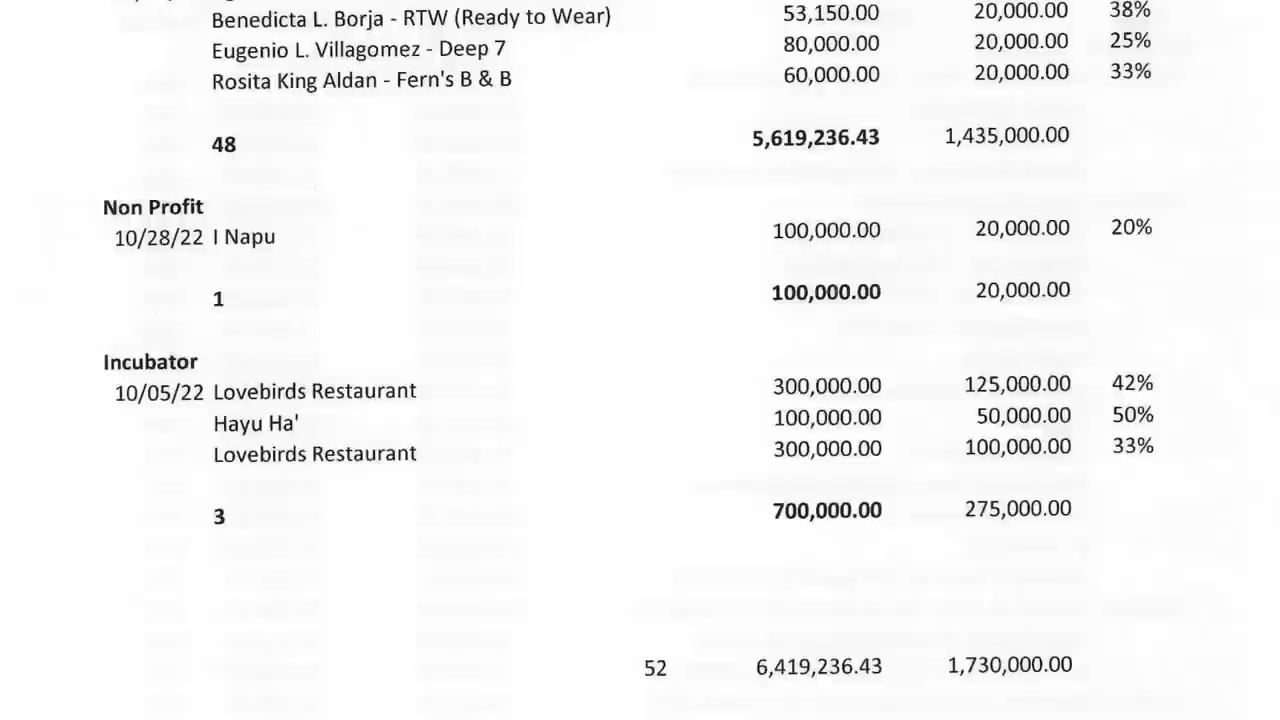 Benedicta L. Borja - RTW (Ready to Wear) 53,150.00 20,000.00 38%
Eugenio L. Villagomez - Deep 7 80,000.00 20,000.00 25%
Rosita King Aldan - Fern's B & B 60,000.00 20,000.00 33%
48 5,619,236.43 1,435,000.00
Non Profit
10/28/22 I Napu 100,000.00 20,000.00 20%
1 100,000.00 20,000.00
Incubator
10/05/22 Lovebirds Restaurant 300,000.00 125,000.00 42%
Hayu Ha' 100,000.00 50,000.00 50%
Lovebirds Restaurant 300,000.00 100,000.00 33%
3 700,000.00 275,000.00
52 6,419,236.43 1,730,000.00